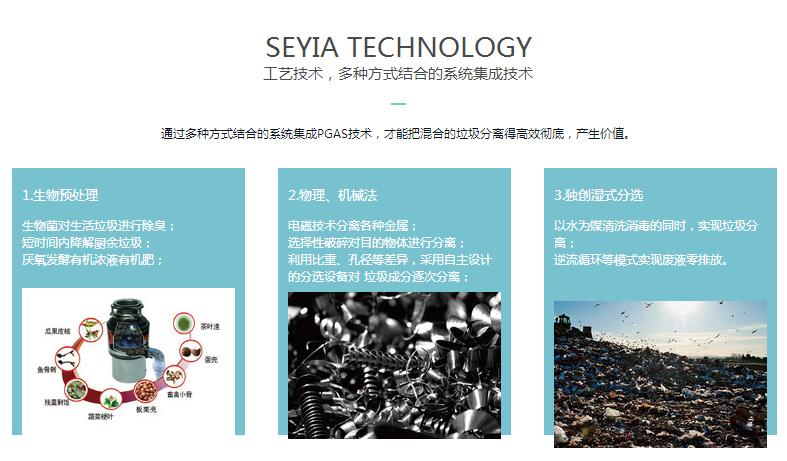 SEYIA TECHNOLOGY
工艺技术，多种方式结合的系统集成技术
通过多种方式结合的系统集成PGAS技术，才能把混合的垃圾分离得高效彻底，产生价值。
1.生物预处理
生物菌对生活垃圾进行除臭；
短时间内降解厨余垃圾；
厌氧发酵有机浓液有机肥；
瓜果皮核
茶叶渣
鱼骨刺
蛋壳
残羹剩饭
蔬菜梗叶
板栗壳
畜禽小骨
2.物理、机械法
电磁技术分离各种金属；
选择性破碎对目的物体进行分离；
利用比重、孔径等差异，采用自主设计
的分选设备对 垃圾成分逐次分离；
3.独创湿式分选
以水为媒清洗消毒的同时，实现垃圾分
离；
逆流循环等模式实现废液零排放。